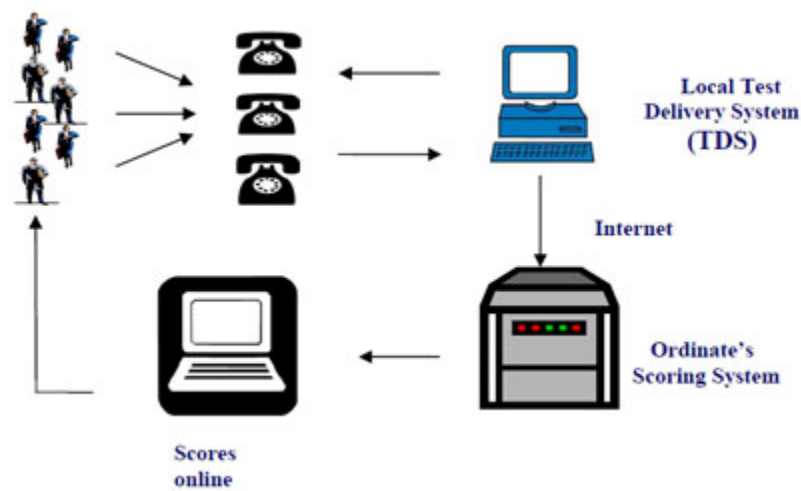 Local Test
Delivery System
(TDS)
Internet
Ordinate's
Scoring System
Scores
online